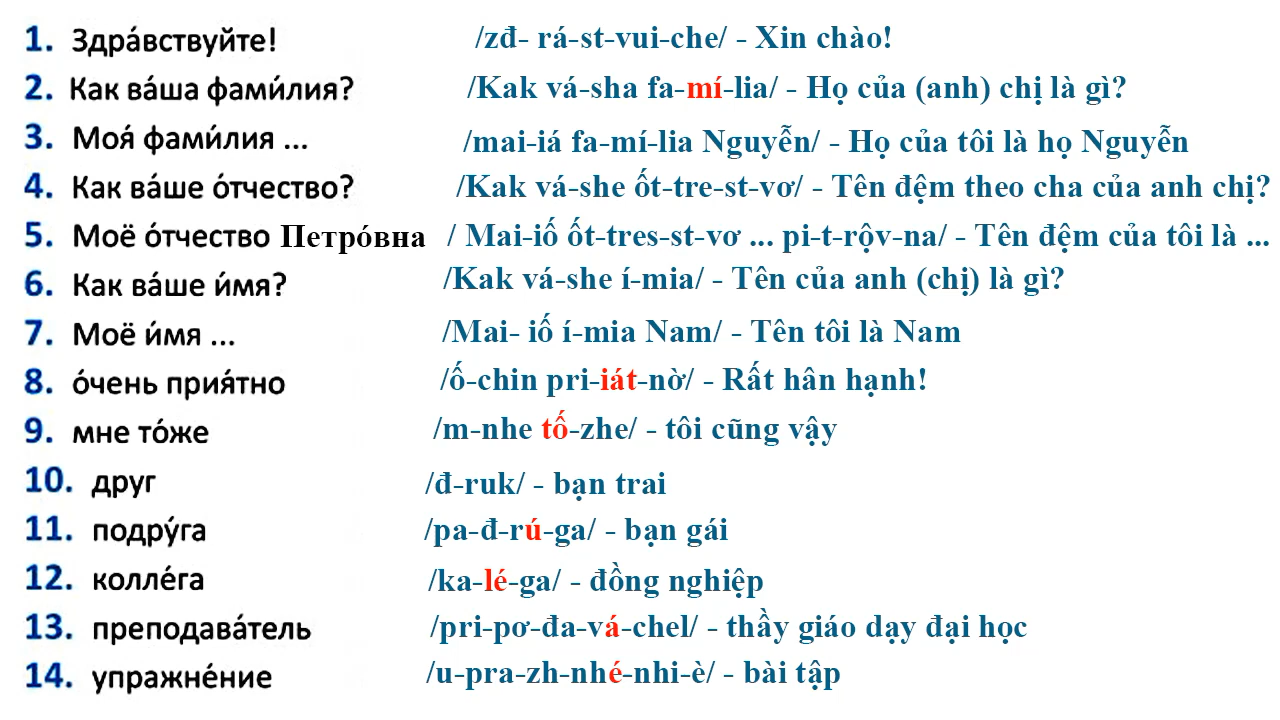 1. Здра́вствуйте! /zđ- rá-st-vui-che/ - Xin chào!
2. Как ва́ша фами́лия? /Kak vá-sha fa-mí-lia/ - Họ của (anh) chị là gì?
3. Моя́ фами́лия ... /mai-iá fa-mí-lia Nguyễn/ - Họ của tôi là họ Nguyễn
4. Как ва́ше о́тчество? /Kak vá-she ốt-tre-st-vơ/ - Tên đệm theo cha của anh chị?
5. Моё о́тчество Петро́вна / Mai-iố ốt-tres-st-vơ ... pi-t-rộv-na/ - Tên đệm của tôi là ...
6. Как ва́ше и́мя? /Kak vá-she í-mia/ - Tên của anh (chị) là gì?
7. Моё и́мя ... /Mai- iố í-mia Nam/ - Tên tôi là Nam
8. о́чень прия́тно /ố-chin pri-iát-nờ/ - Rất hân hạnh!
9. мне то́же /m-nhe tố-zhe/ - tôi cũng vậy
10. друг /đ-ruk/ - bạn trai
11. подру́га /pa-đ-rú-ga/ - bạn gái
12. колле́га /ka-lé-ga/ - đồng nghiệp
13. преподава́тель /pri-pơ-đa-vá-chel/ - thầy giáo dạy đại học
14. упражне́ние /u-pra-zh-nhé-nhi-è/ - bài tập